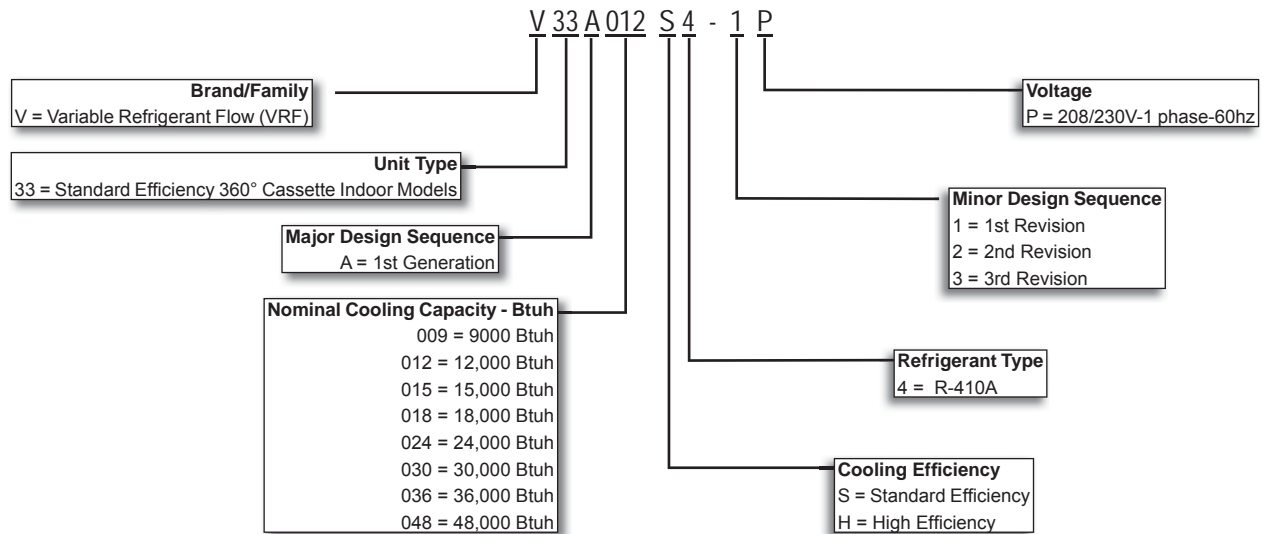 V 33 A 012 S 4 - 1 P
Brand/Family
V = Variable Refrigerant Flow (VRF)
Unit Type
33 = Standard Efficiency 360° Cassette Indoor Models
Major Design Sequence
A = 1st Generation
Nominal Cooling Capacity - Btuh
009 = 9000 Btuh
012 = 12,000 Btuh
015 = 15,000 Btuh
018 = 18,000 Btuh
024 = 24,000 Btuh
030 = 30,000 Btuh
036 = 36,000 Btuh
048 = 48,000 Btuh
Voltage
P = 208/230V-1 phase-60hz
Minor Design Sequence
1 = 1st Revision
2 = 2nd Revision
3 = 3rd Revision
Refrigerant Type
4 = R-410A
Cooling Efficiency
S = Standard Efficiency
H = High Efficiency